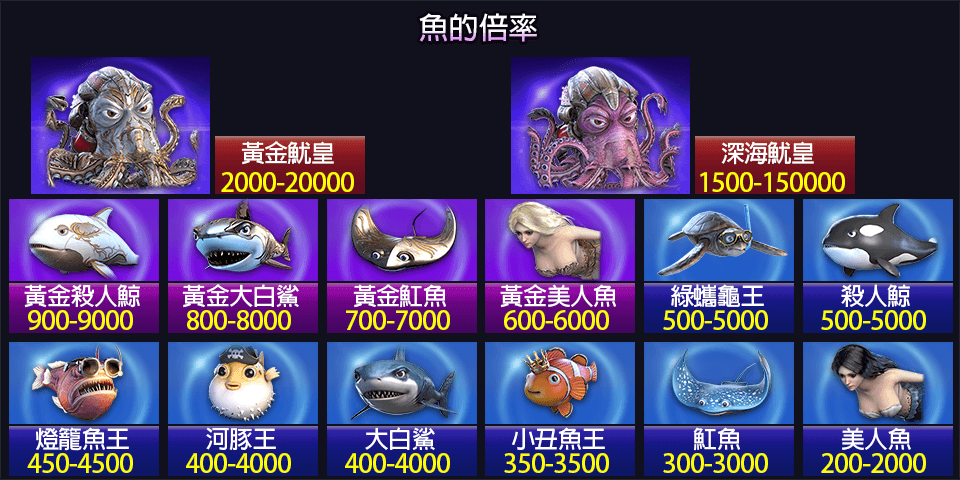 魚的倍率
黃金魷皇
2000-20000
深海魷皇
1500-150000
黃金殺人鯨
900-9000
黃金大白鯊
800-8000
黃金魟魚
700-7000
黃金美人魚
600-6000
綠蠵龜王
500-5000
殺人鯨
500-5000
燈籠魚王
450-4500
河豚王
400-4000
大白鯊
400-4000
小丑魚王
350-3500
魟魚
300-3000
美人魚
200-2000